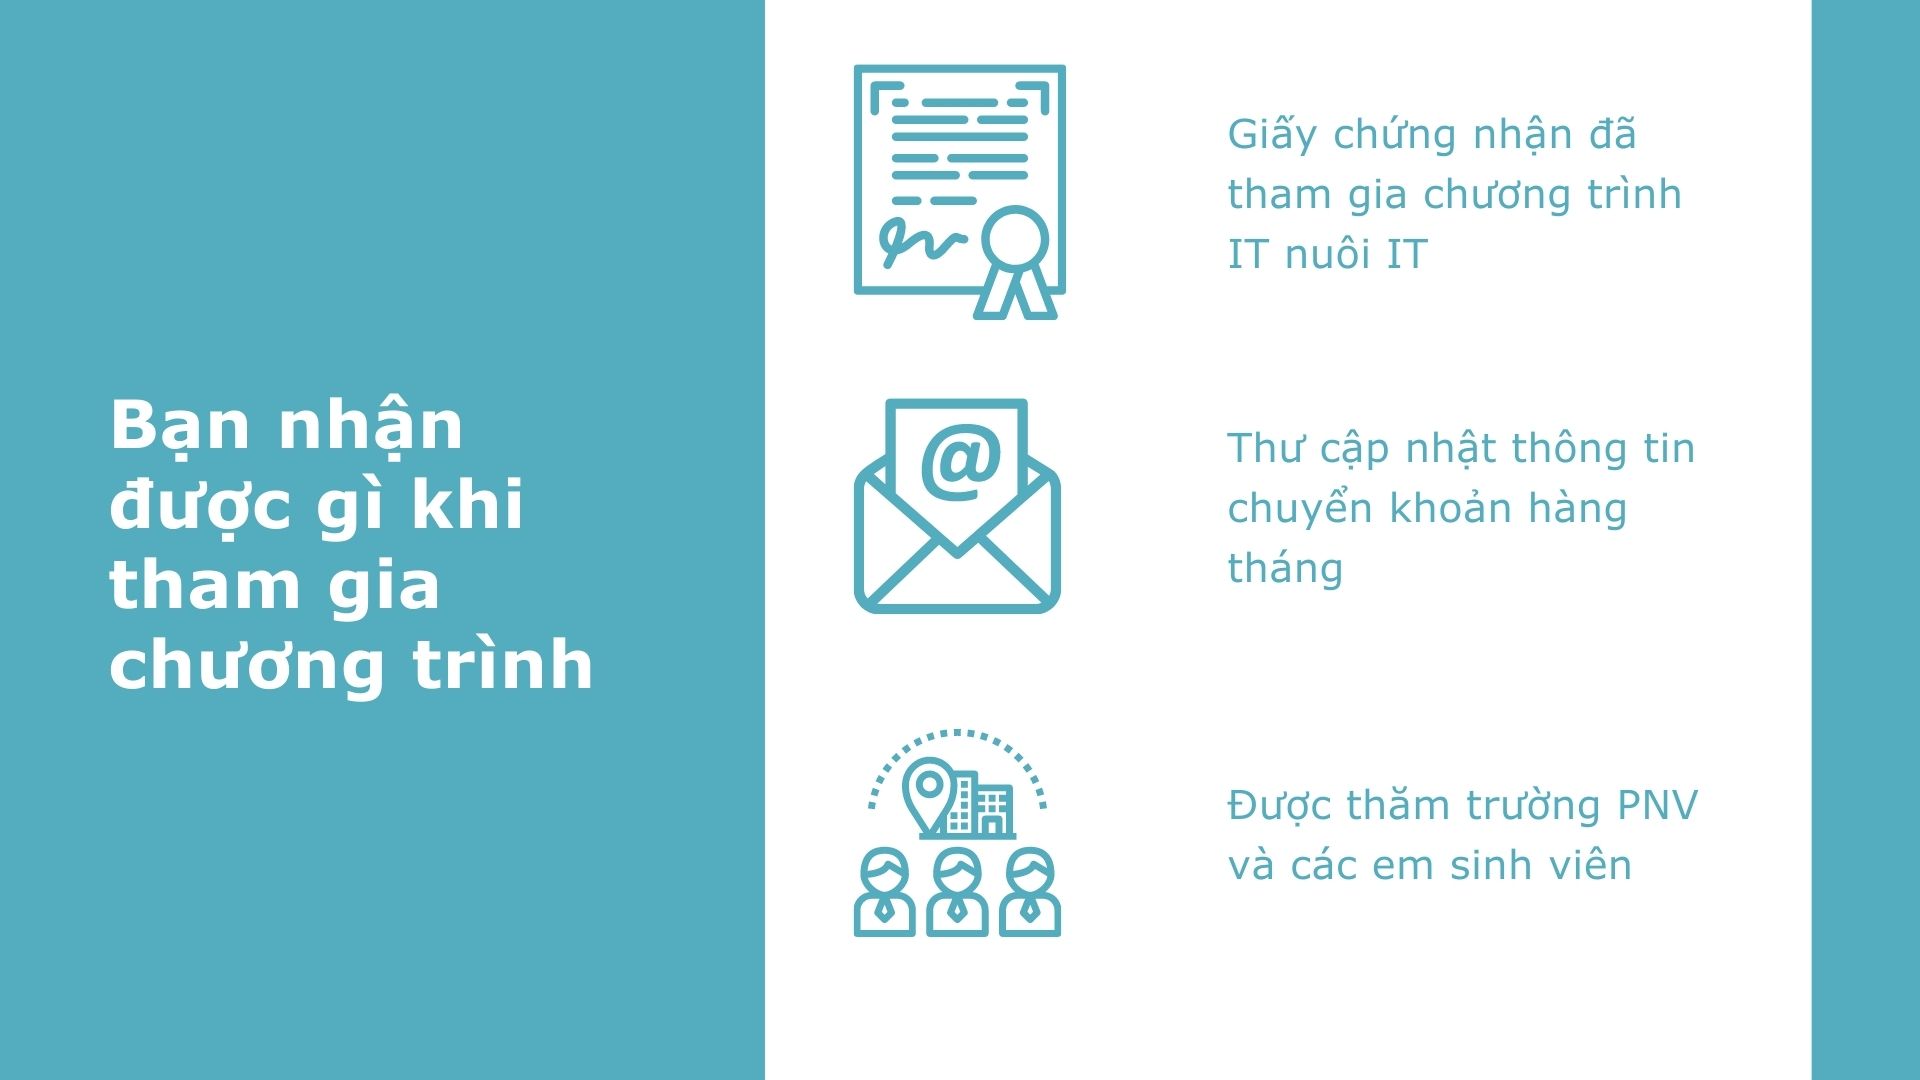 Bạn nhận
được gì khi
tham gia
chương trình
Giấy chứng nhận đã
tham gia chương trình
IT nuôi IT
@
Thư cập nhật thông tin
chuyển khoản hàng
tháng
Được thăm trường PNV
và các em sinh viên